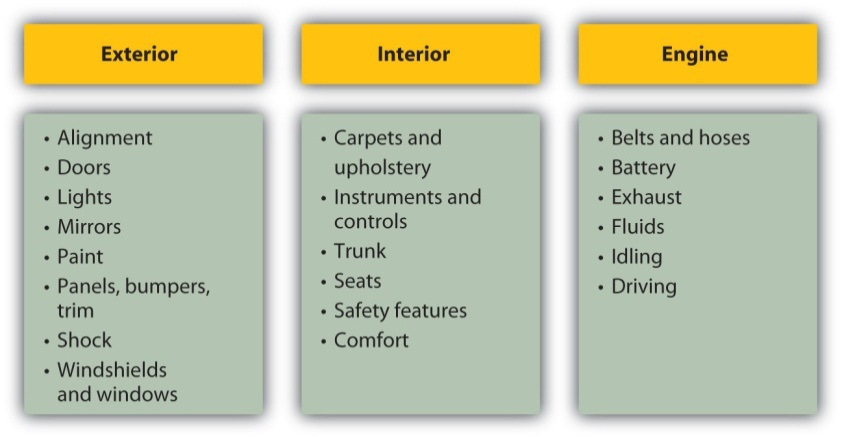 Exterior
• Alignment
• Doors
• Lights
• Mirrors
• Paint
• Panels, bumpers,
trim
• Shock
• Windshields
and windows
Interior
• Carpets and
upholstery
• Instruments and
controls
• Trunk
• Seats
• Safety features
• Comfort
Engine
• Belts and hoses
• Battery
• Exhaust
• Fluids
• Idling
• Driving